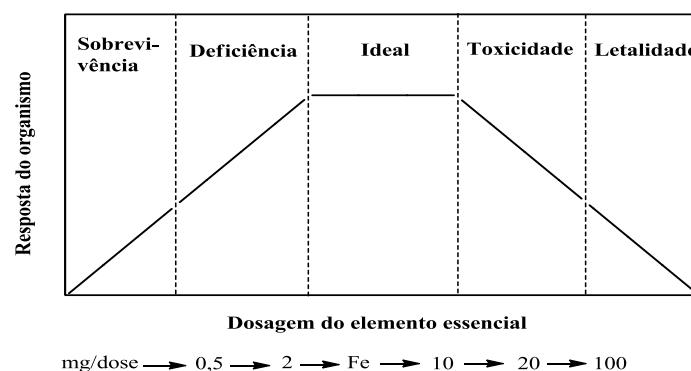 Sobrevi-
vência
Deficiência
Ideal
Toxicidade
Letalidade
Resposta do organismo
Dosagem do elemento essencial
mg/dose → 0,5 → 2 → Fe → 10 → 20 → 100